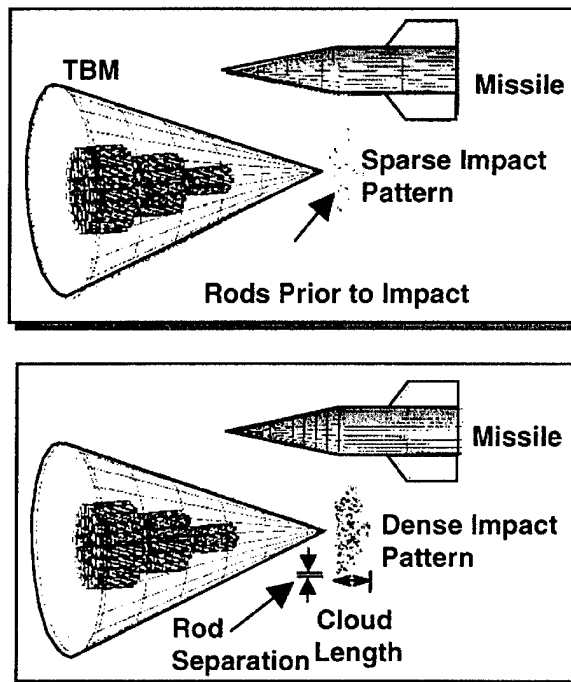 TBM
Missile
Sparse Impact
Pattern
Rods Prior to Impact
Missile
Dense Impact
Pattern
Rod
Separation
Cloud
Length